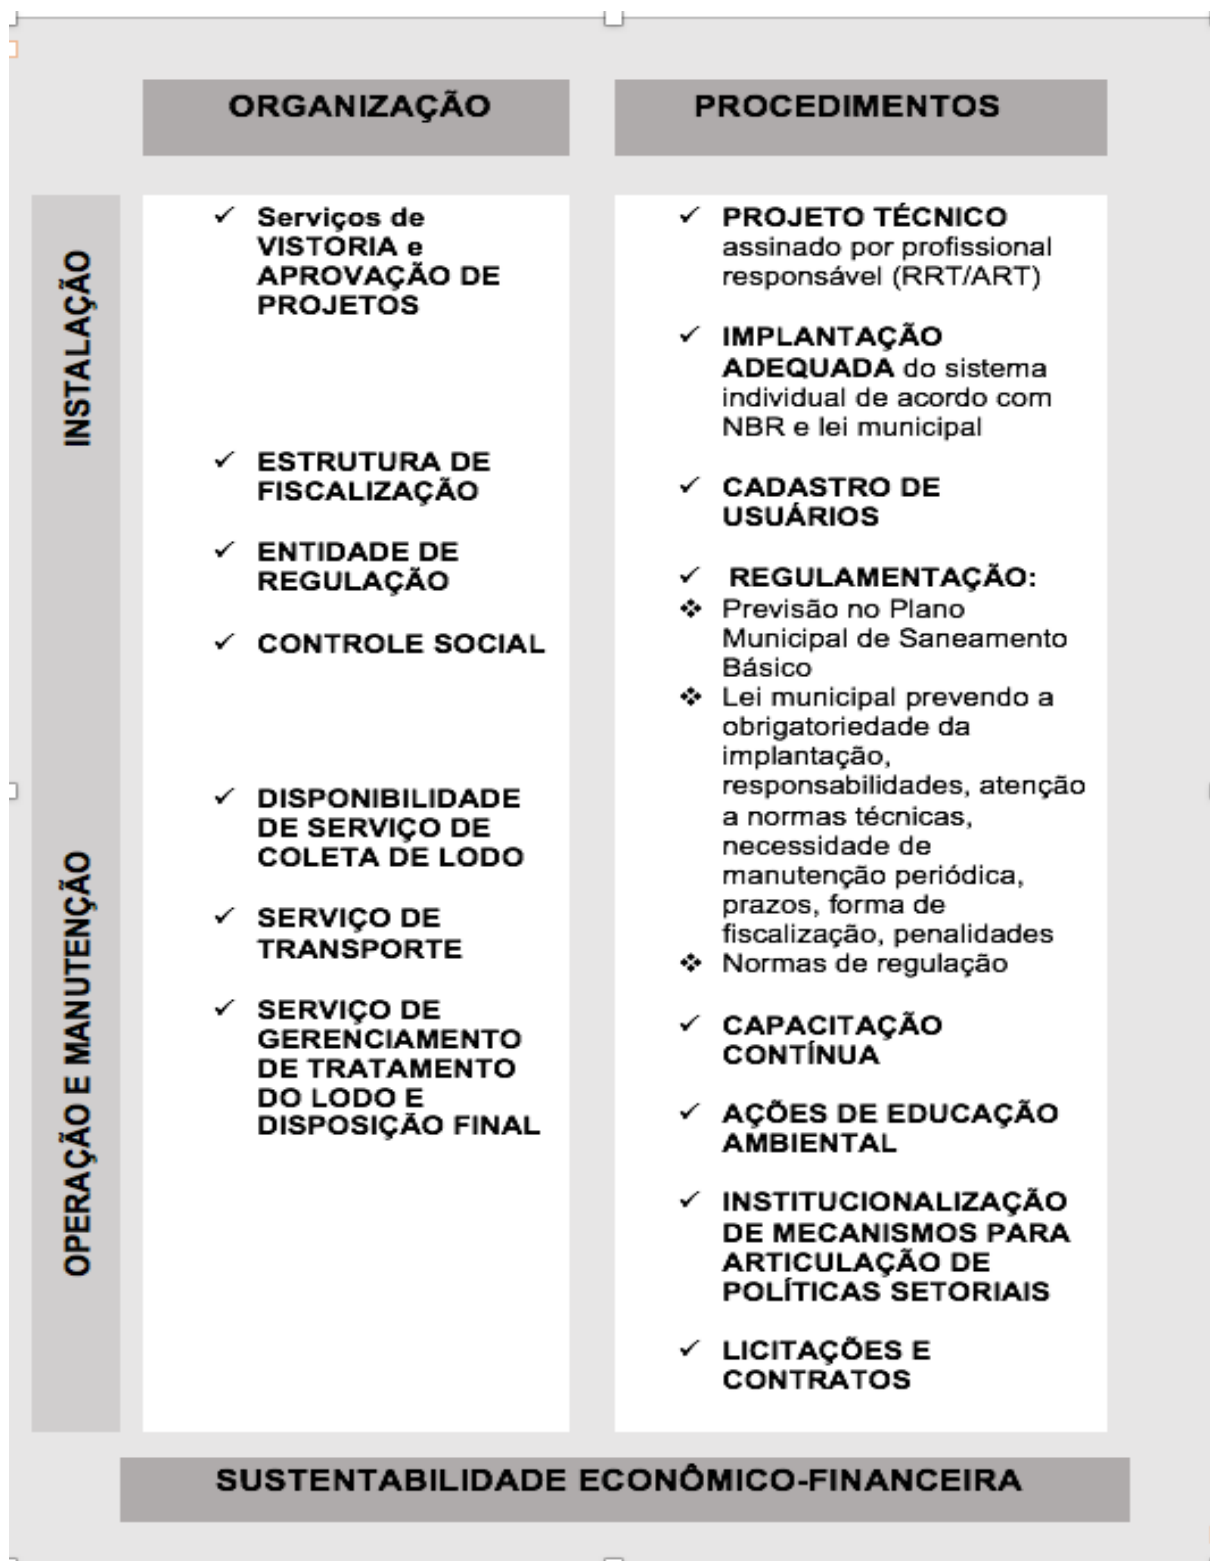 ORGANIZAÇÃO
PROCEDIMENTOS
INSTALAÇÃO
OPERAÇÃO E MANUTENÇÃO
✓ Serviços de
VISTORIA e
APROVAÇÃO DE
PROJETOS
✓ ESTRUTURA DE
FISCALIZAÇÃO
✓ ENTIDADE DE
REGULAÇÃO
✓ CONTROLE SOCIAL
✓ DISPONIBILIDADE
DE SERVIÇO DE
COLETA DE LODO
✓ SERVIÇO DE
TRANSPORTE
✓ SERVIÇO DE
GERENCIAMENTO
DE TRATAMENTO
DO LODO E
DISPOSIÇÃO FINAL
✓ PROJETO TÉCNICO
assinado por profissional
responsável (RRT/ART)
✓ IMPLANTAÇÃO
ADEQUADA do sistema
individual de acordo com
NBR e lei municipal
✓ CADASTRO DE
USUÁRIOS
✓ REGULAMENTAÇÃO:
❖ Previsão no Plano
Municipal de Saneamento
Básico
❖ Lei municipal prevendo a
obrigatoriedade da
implantação,
responsabilidades, atenção
a normas técnicas,
necessidade de
manutenção periódica,
prazos, forma de
fiscalização, penalidades
❖ Normas de regulação
✓ CAPACITAÇÃO
CONTÍNUA
✓ AÇÕES DE EDUCAÇÃO
AMBIENTAL
✓ INSTITUCIONALIZAÇÃO
DE MECANISMOS PARA
ARTICULAÇÃO DE
POLÍTICAS SETORIAIS
✓ LICITAÇÕES E
CONTRATOS
SUSTENTABILIDADE ECONÔMICO-FINANCEIRA